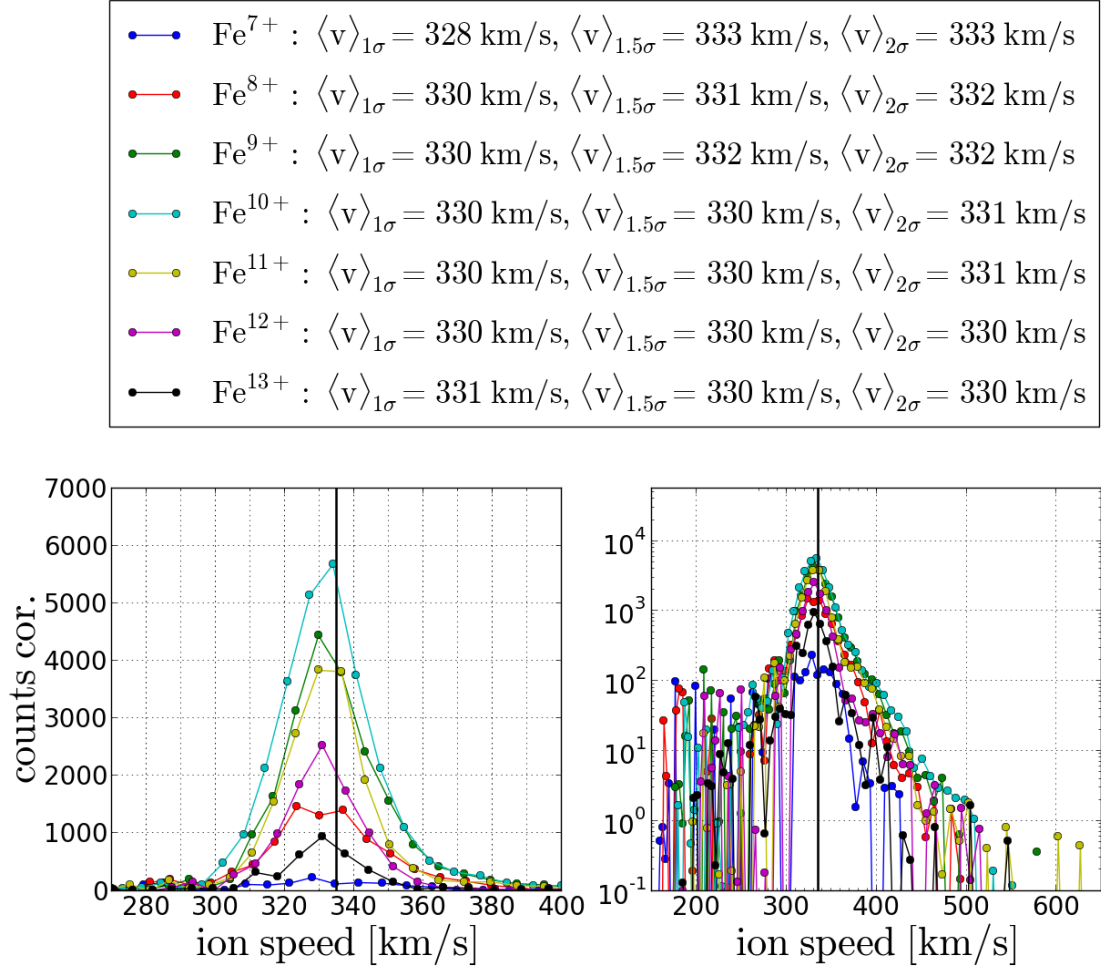 Fe7+ : ⟨v⟩1σ = 328 km/s, ⟨v⟩1.5σ = 333 km/s, ⟨v⟩2σ = 333 km/s
Fe8+ : ⟨v⟩1σ = 330 km/s, ⟨v⟩1.5σ = 331 km/s, ⟨v⟩2σ = 332 km/s
Fe9+ : ⟨v⟩1σ = 330 km/s, ⟨v⟩1.5σ = 332 km/s, ⟨v⟩2σ = 332 km/s
Fe10+ : ⟨v⟩1σ = 330 km/s, ⟨v⟩1.5σ = 330 km/s, ⟨v⟩2σ = 331 km/s
Fe11+ : ⟨v⟩1σ = 330 km/s, ⟨v⟩1.5σ = 330 km/s, ⟨v⟩2σ = 331 km/s
Fe12+ : ⟨v⟩1σ = 330 km/s, ⟨v⟩1.5σ = 330 km/s, ⟨v⟩2σ = 330 km/s
Fe13+ : ⟨v⟩1σ = 331 km/s, ⟨v⟩1.5σ = 330 km/s, ⟨v⟩2σ = 330 km/s
counts cor.
7000
6000
5000
4000
3000
2000
1000
0
280 300 320 340 360 380 400
ion speed [km/s]
10^4
10^3
10^2
10^1
10^0
10^-1
200 300 400 500 600
ion speed [km/s]